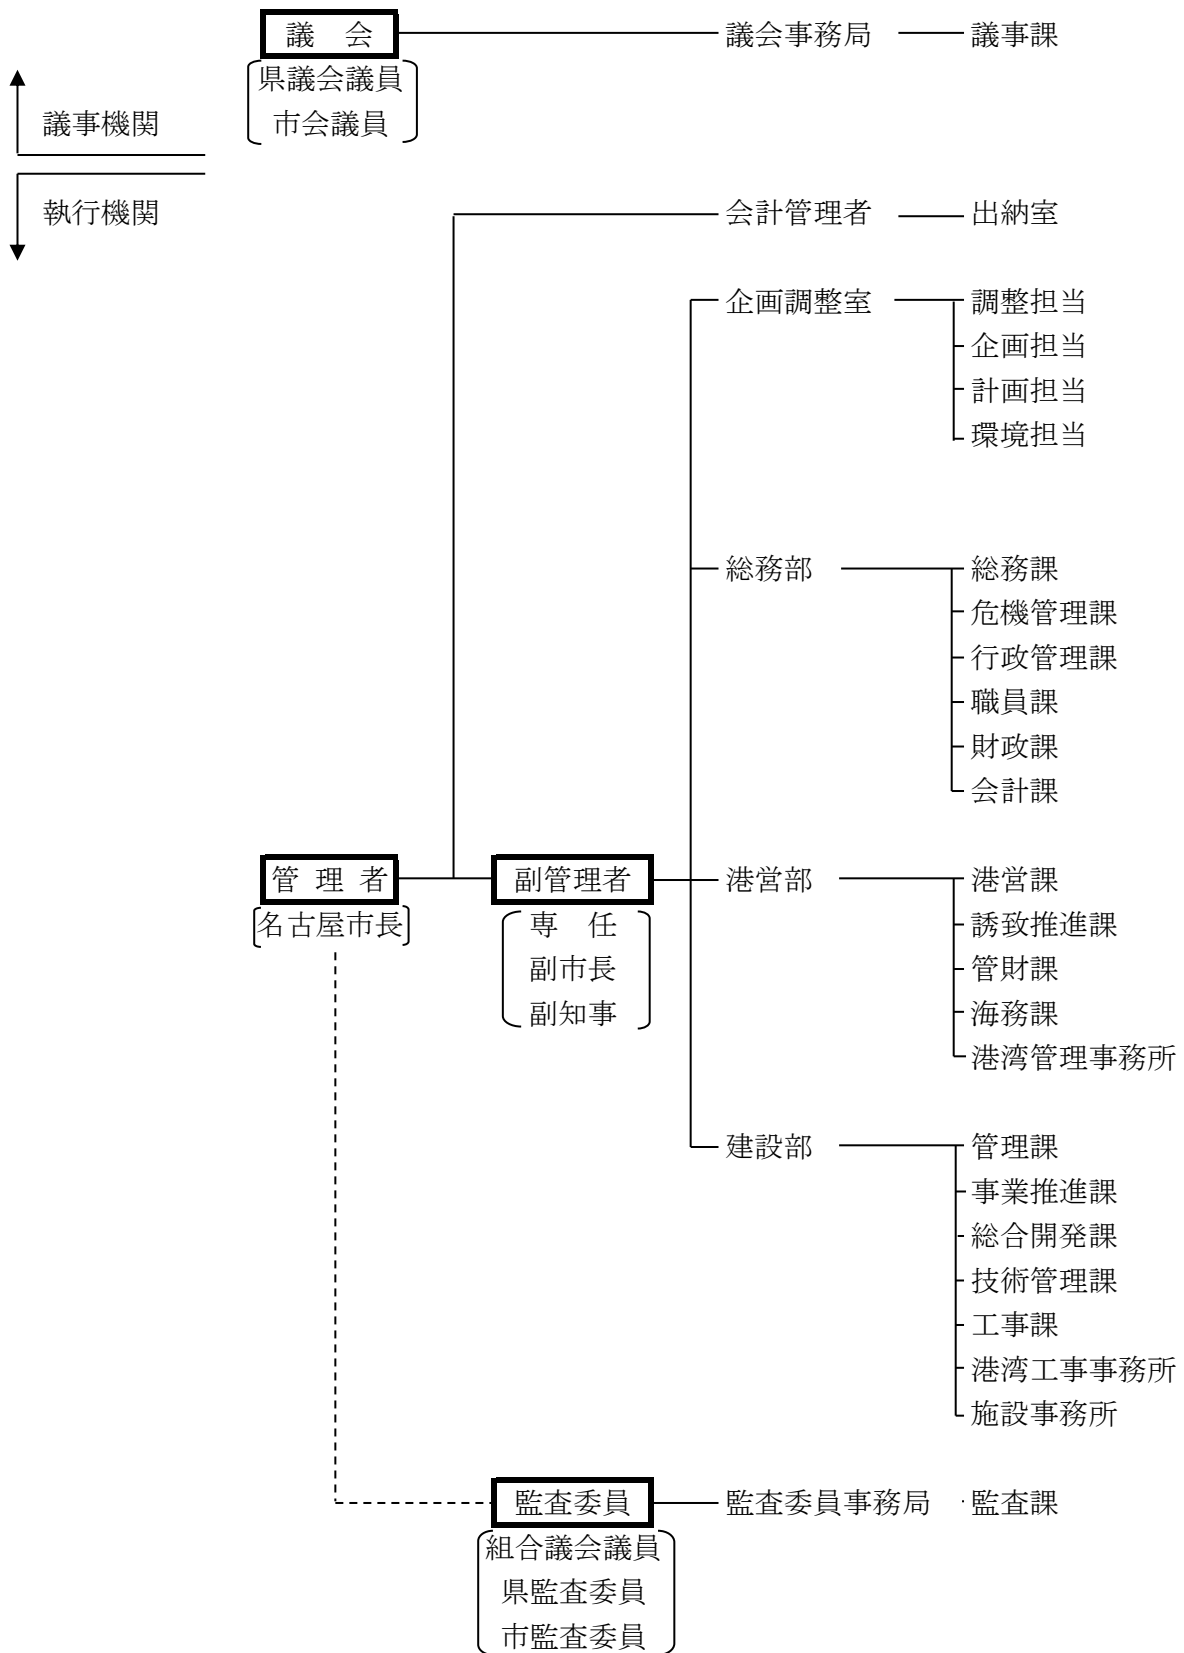 議　会　議会事務局　議事課
県議会議員
市会議員
議事機関
執行機関
会計管理者　出納室
企画調整室　調整担当
企画担当
計画担当
環境担当
総務部　総務課
危機管理課
行政管理課
職員課
財政課
会計課
管 理 者　副管理者　港営部　港営課
名古屋市長　専　任　誘致推進課
副市長　管財課
副知事　海務課
港湾管理事務所
建設部　管理課
事業推進課
総合開発課
技術管理課
工事課
港湾工事事務所
施設事務所
監査委員　監査委員事務局　監査課
組合議会議員
県監査委員
市監査委員